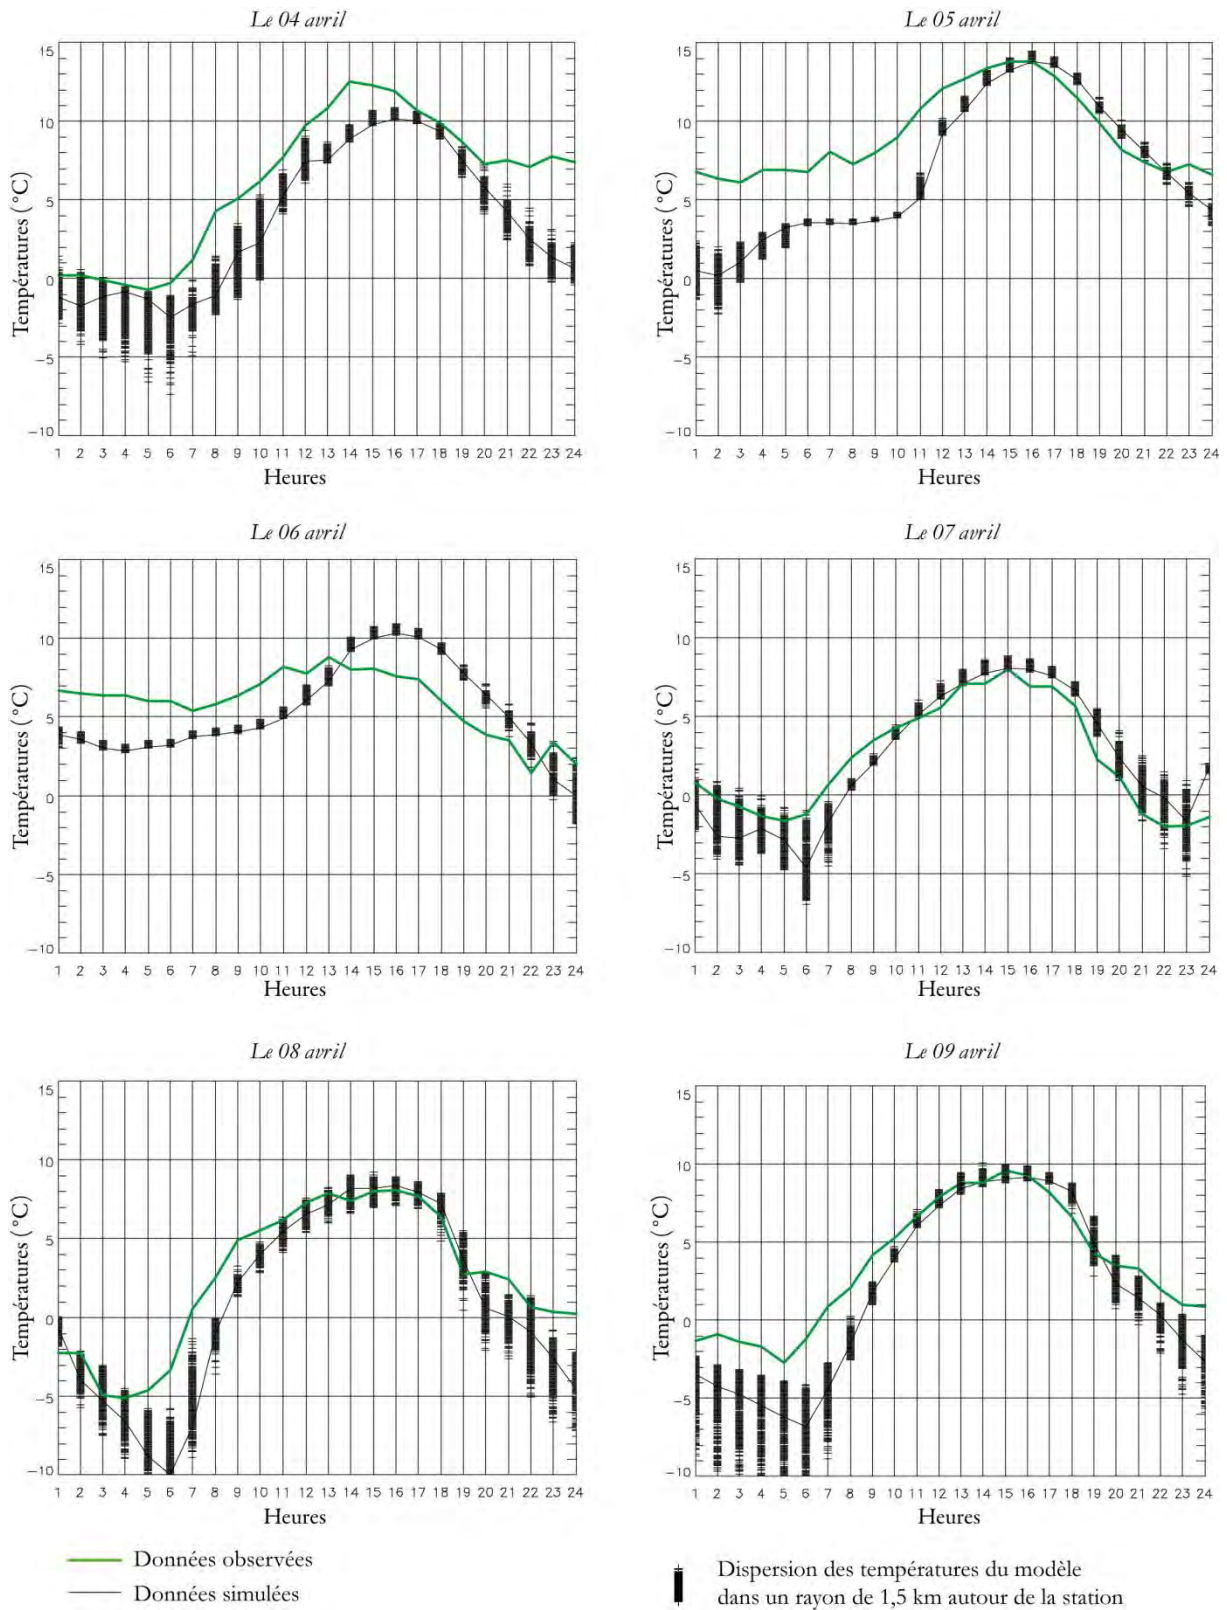 Le 04 avril
15
10
5
0
−5
−10
Températures (°C)
1 2 3 4 5 6 7 8 9 10 11 12 13 14 15 16 17 18 19 20 21 22 23 24
Heures
Le 05 avril
15
10
5
0
−5
−10
Températures (°C)
1 2 3 4 5 6 7 8 9 10 11 12 13 14 15 16 17 18 19 20 21 22 23 24
Heures
Le 06 avril
15
10
5
0
−5
−10
Températures (°C)
1 2 3 4 5 6 7 8 9 10 11 12 13 14 15 16 17 18 19 20 21 22 23 24
Heures
Le 07 avril
15
10
5
0
−5
−10
Températures (°C)
1 2 3 4 5 6 7 8 9 10 11 12 13 14 15 16 17 18 19 20 21 22 23 24
Heures
Le 08 avril
15
10
5
0
−5
−10
Températures (°C)
1 2 3 4 5 6 7 8 9 10 11 12 13 14 15 16 17 18 19 20 21 22 23 24
Heures
Le 09 avril
15
10
5
0
−5
−10
Températures (°C)
1 2 3 4 5 6 7 8 9 10 11 12 13 14 15 16 17 18 19 20 21 22 23 24
Heures
Données observées
Données simulées
Dispersion des températures du modèle
dans un rayon de 1,5 km autour de la station